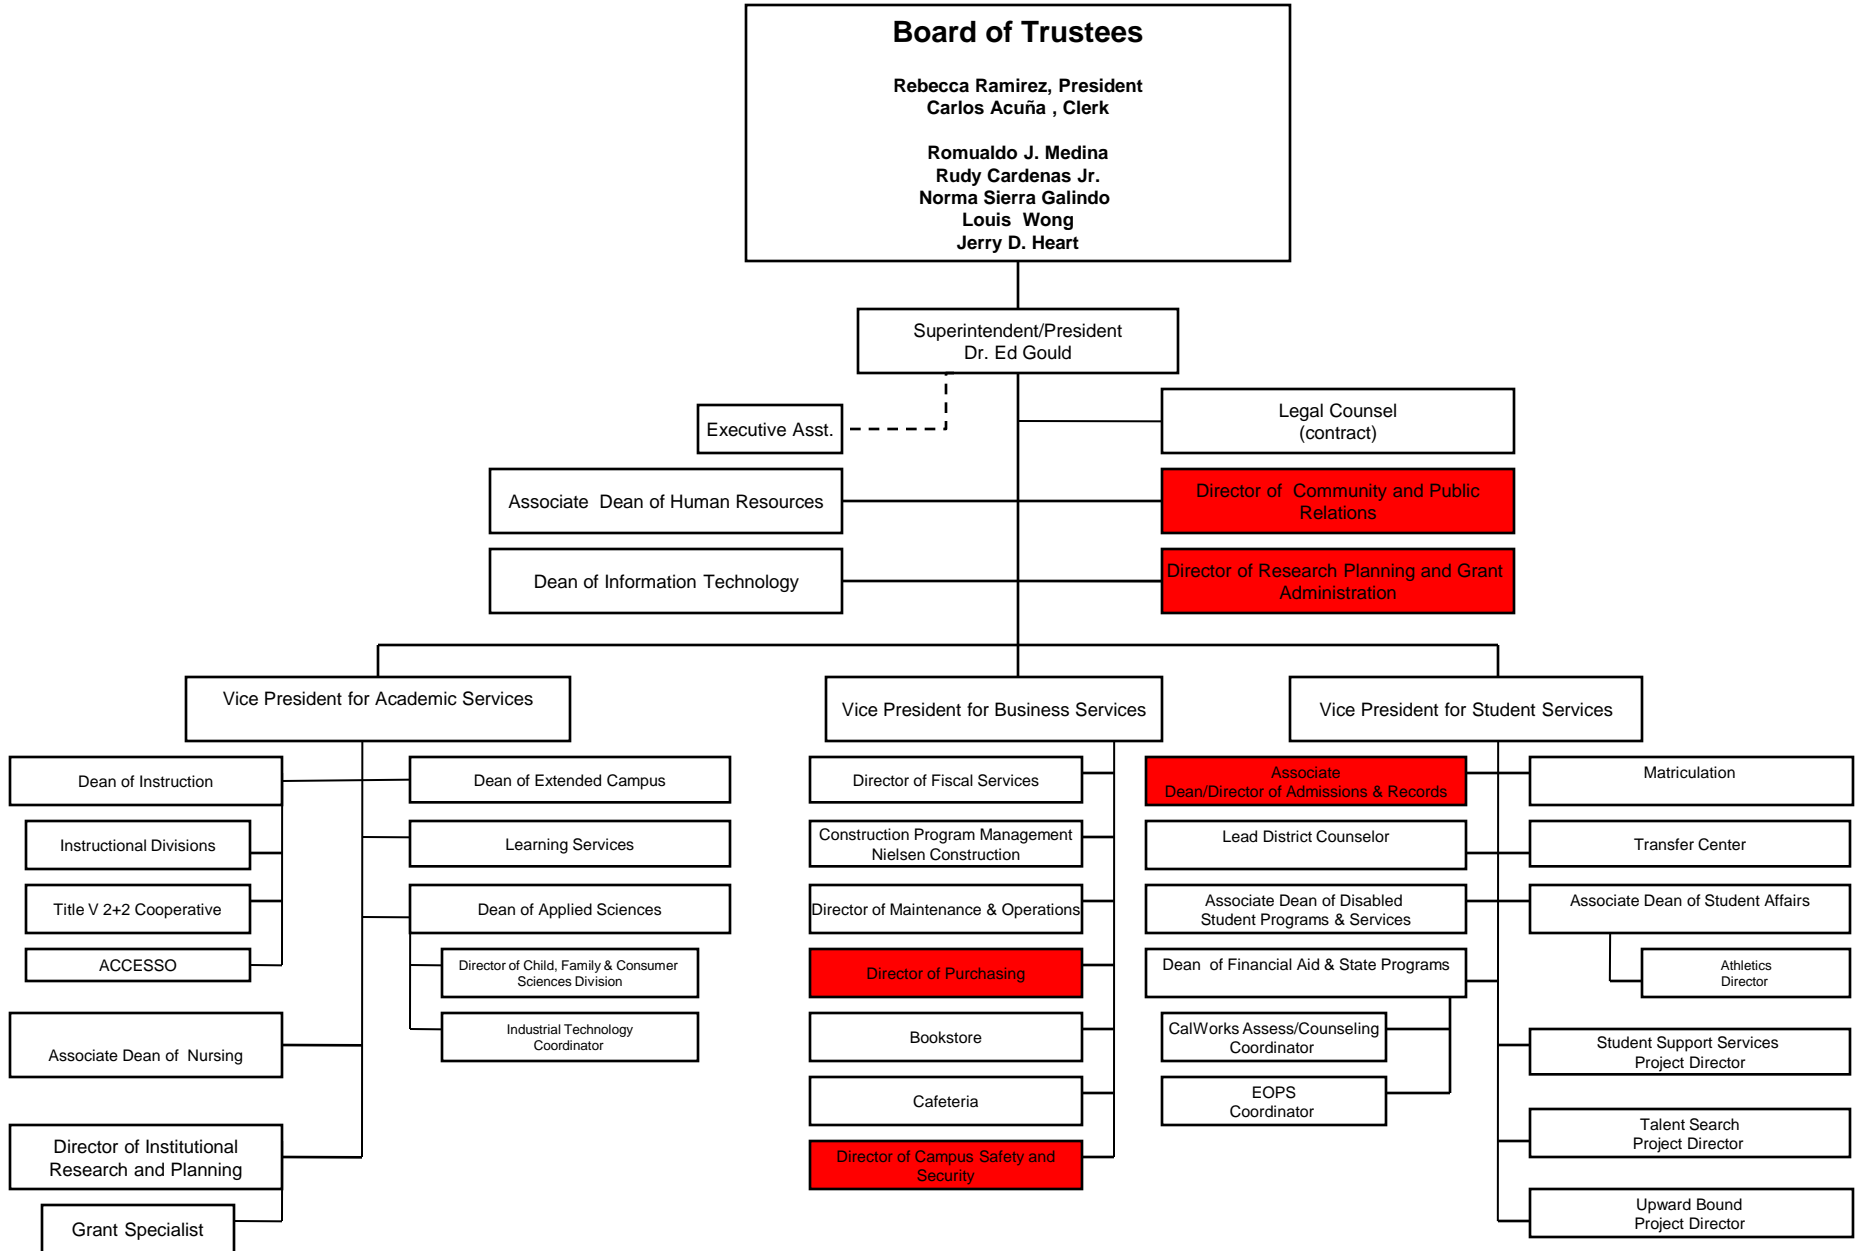 Board of Trustees
Rebecca Ramirez, President
Carlos Acuña , Clerk
Romualdo J. Medina
Rudy Cardenas Jr.
Norma Sierra Galindo
Louis Wong
Jerry D. Heart
Superintendent/President
Dr. Ed Gould
Executive Asst.
Legal Counsel
(contract)
Associate Dean of Human Resources
Director of Community and Public
Relations
Dean of Information Technology
Director of Research Planning and Grant
Administration
Vice President for Academic Services
Vice President for Business Services
Vice President for Student Services
Dean of Instruction
Instructional Divisions
Title V 2+2 Cooperative
ACCESSO
Associate Dean of Nursing
Director of Institutional
Research and Planning
Grant Specialist
Dean of Extended Campus
Learning Services
Dean of Applied Sciences
Director of Child, Family & Consumer
Sciences Division
Industrial Technology
Coordinator
Director of Fiscal Services
Construction Program Management
Nielsen Construction
Director of Maintenance & Operations
Director of Purchasing
Bookstore
Cafeteria
Director of Campus Safety and
Security
Associate
Dean/Director of Admissions & Records
Lead District Counselor
Associate Dean of Disabled
Student Programs & Services
Dean of Financial Aid & State Programs
CalWorks Assess/Counseling
Coordinator
EOPS
Coordinator
Matriculation
Transfer Center
Associate Dean of Student Affairs
Athletics
Director
Student Support Services
Project Director
Talent Search
Project Director
Upward Bound
Project Director